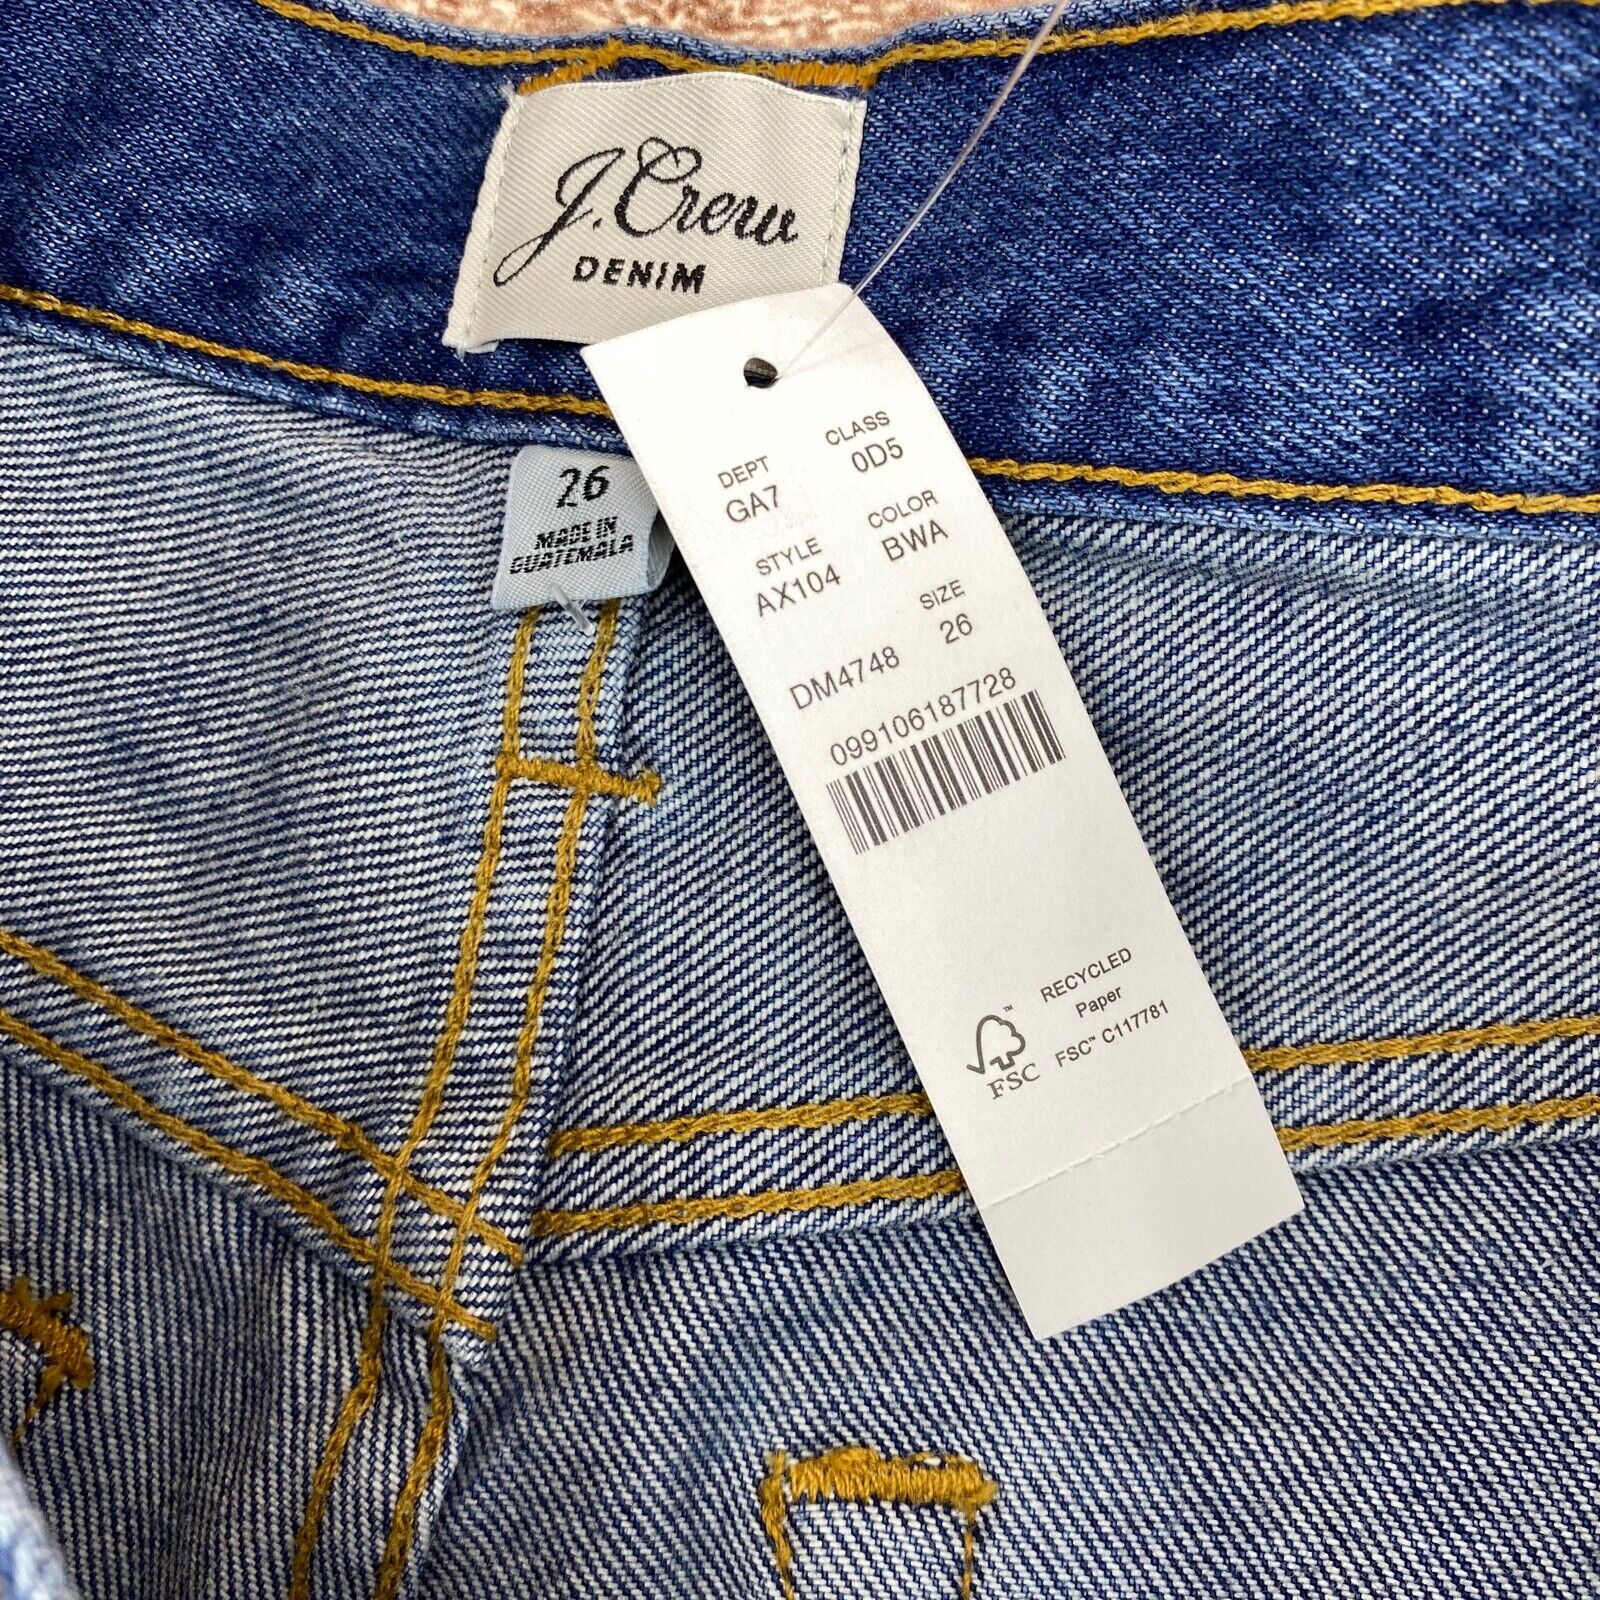 J.Crew
DENIM
26
MADE IN
GUATEMALA
DEPT CLASS
GA7 0D5
STYLE COLOR
AX104 BWA
SIZE
DM4748 26
099106187728
RECYCLED
Paper
FSC™ C117781
™
FSC